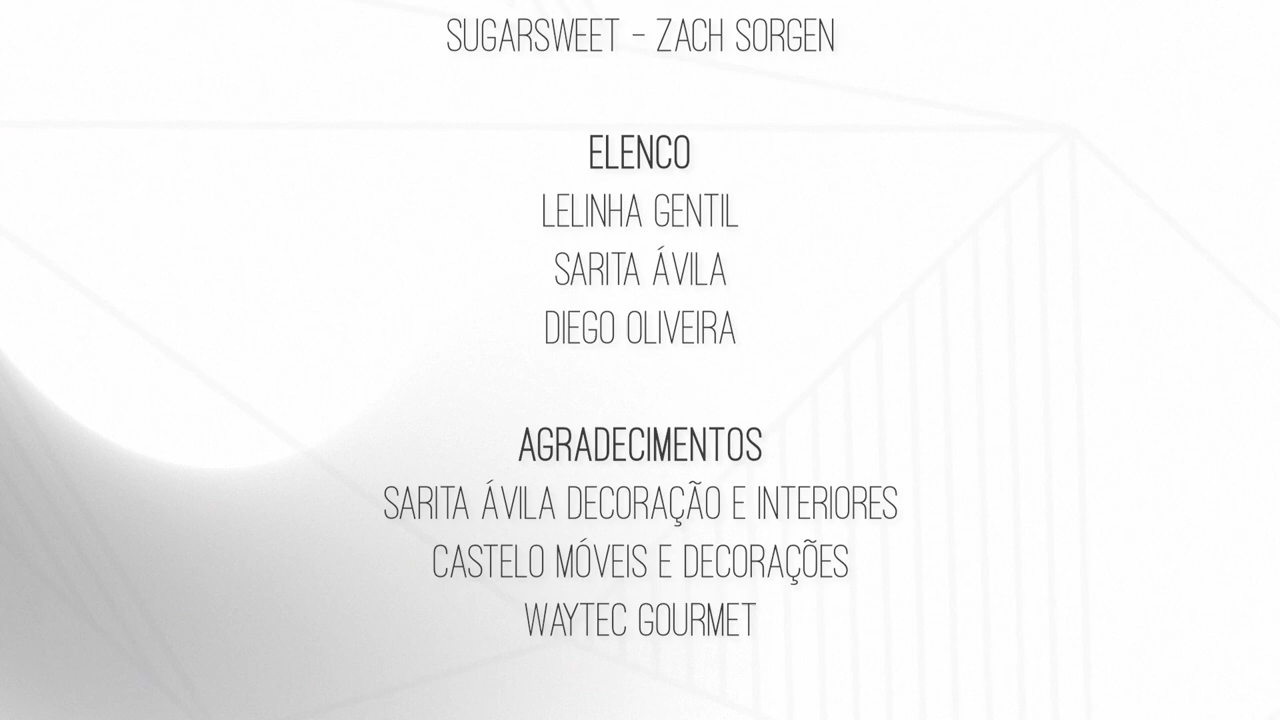 SUGARSWEET - ZACH SORGEN
ELENCO
LELINHA GENTIL
SARITA ÁVILA
DIEGO OLIVEIRA
AGRADECIMENTOS
SARITA ÁVILA DECORAÇÃO E INTERIORES
CASTELO MÓVEIS E DECORAÇÕES
WAYTEC GOURMET